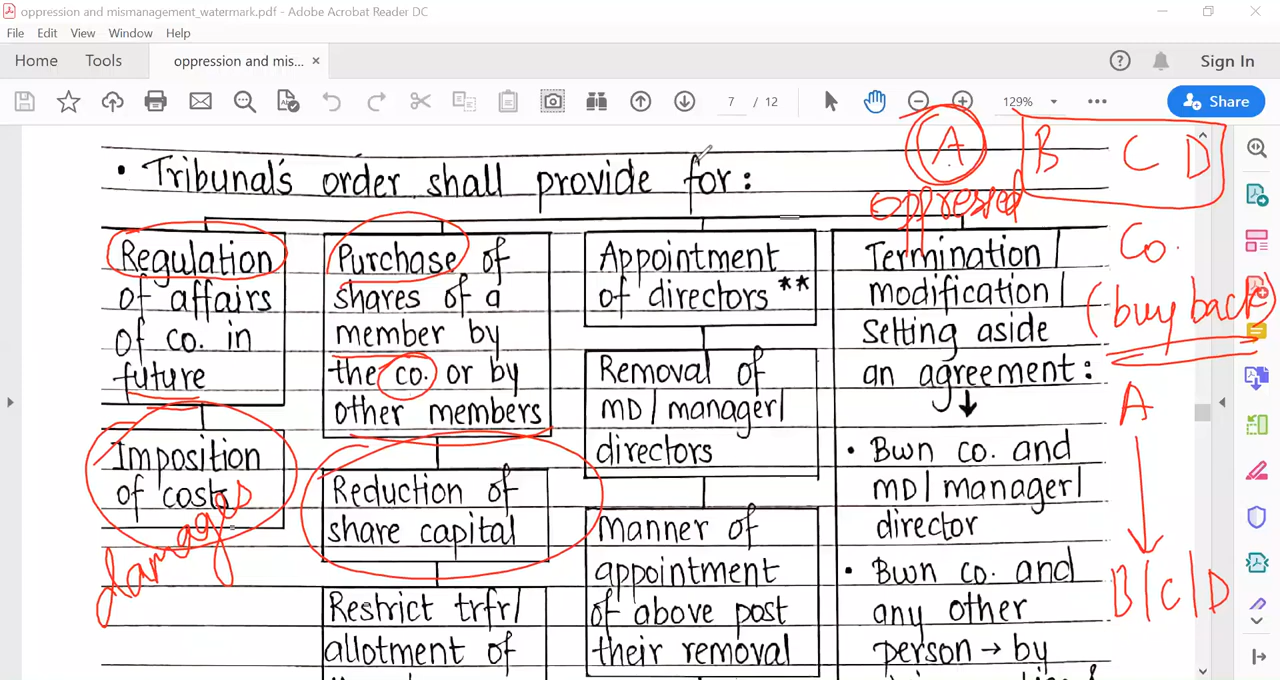 oppression and mismanagement_watermark.pdf - Adobe Acrobat Reader DC
File Edit View Window Help
Home Tools oppression and mis... × Sign In
7 / 12 129% Share
• Tribunal's order shall provide for:
A B C D
oppressed
Co.
(buy back)
A
B/C/D
Regulation
of affairs
of co. in
future
Imposition
of costs
damages
Purchase of
shares of a
member by
the co. or by
other members
Reduction of
share capital
Restrict trfr/
allotment of
Appointment
of directors **
Removal of
MD/manager/
directors
Manner of
appointment
of above post
their removal
Termination/
modification/
setting aside
an agreement:
• Bwn co. and
MD/manager/
director
• Bwn co. and
any other
person → by